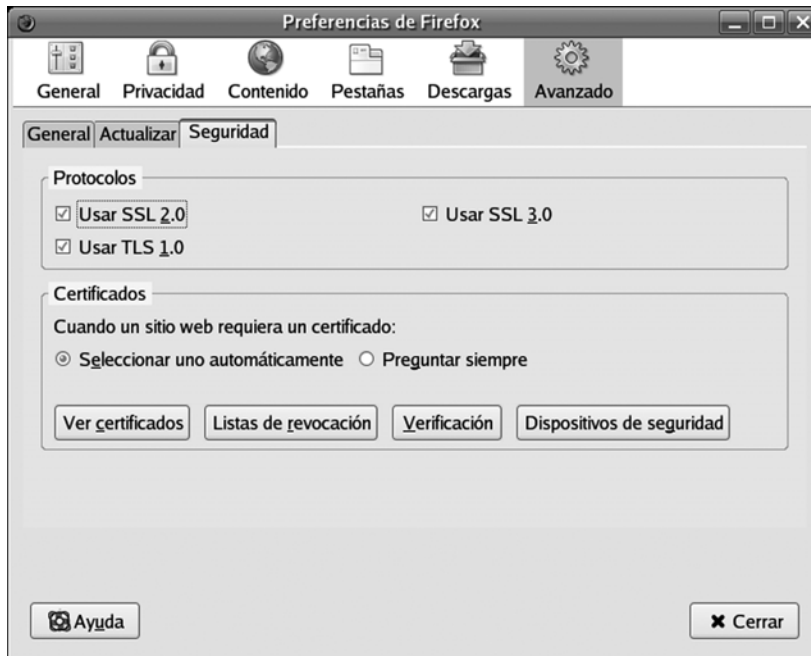 Preferencias de Firefox
General Privacidad Contenido Pestañas Descargas Avanzado
General Actualizar Seguridad
Protocolos
Usar SSL 2.0 Usar SSL 3.0
Usar TLS 1.0
Certificados
Cuando un sitio web requiera un certificado:
Seleccionar uno automáticamente Preguntar siempre
Ver certificados Listas de revocación Verificación Dispositivos de seguridad
Ayuda Cerrar